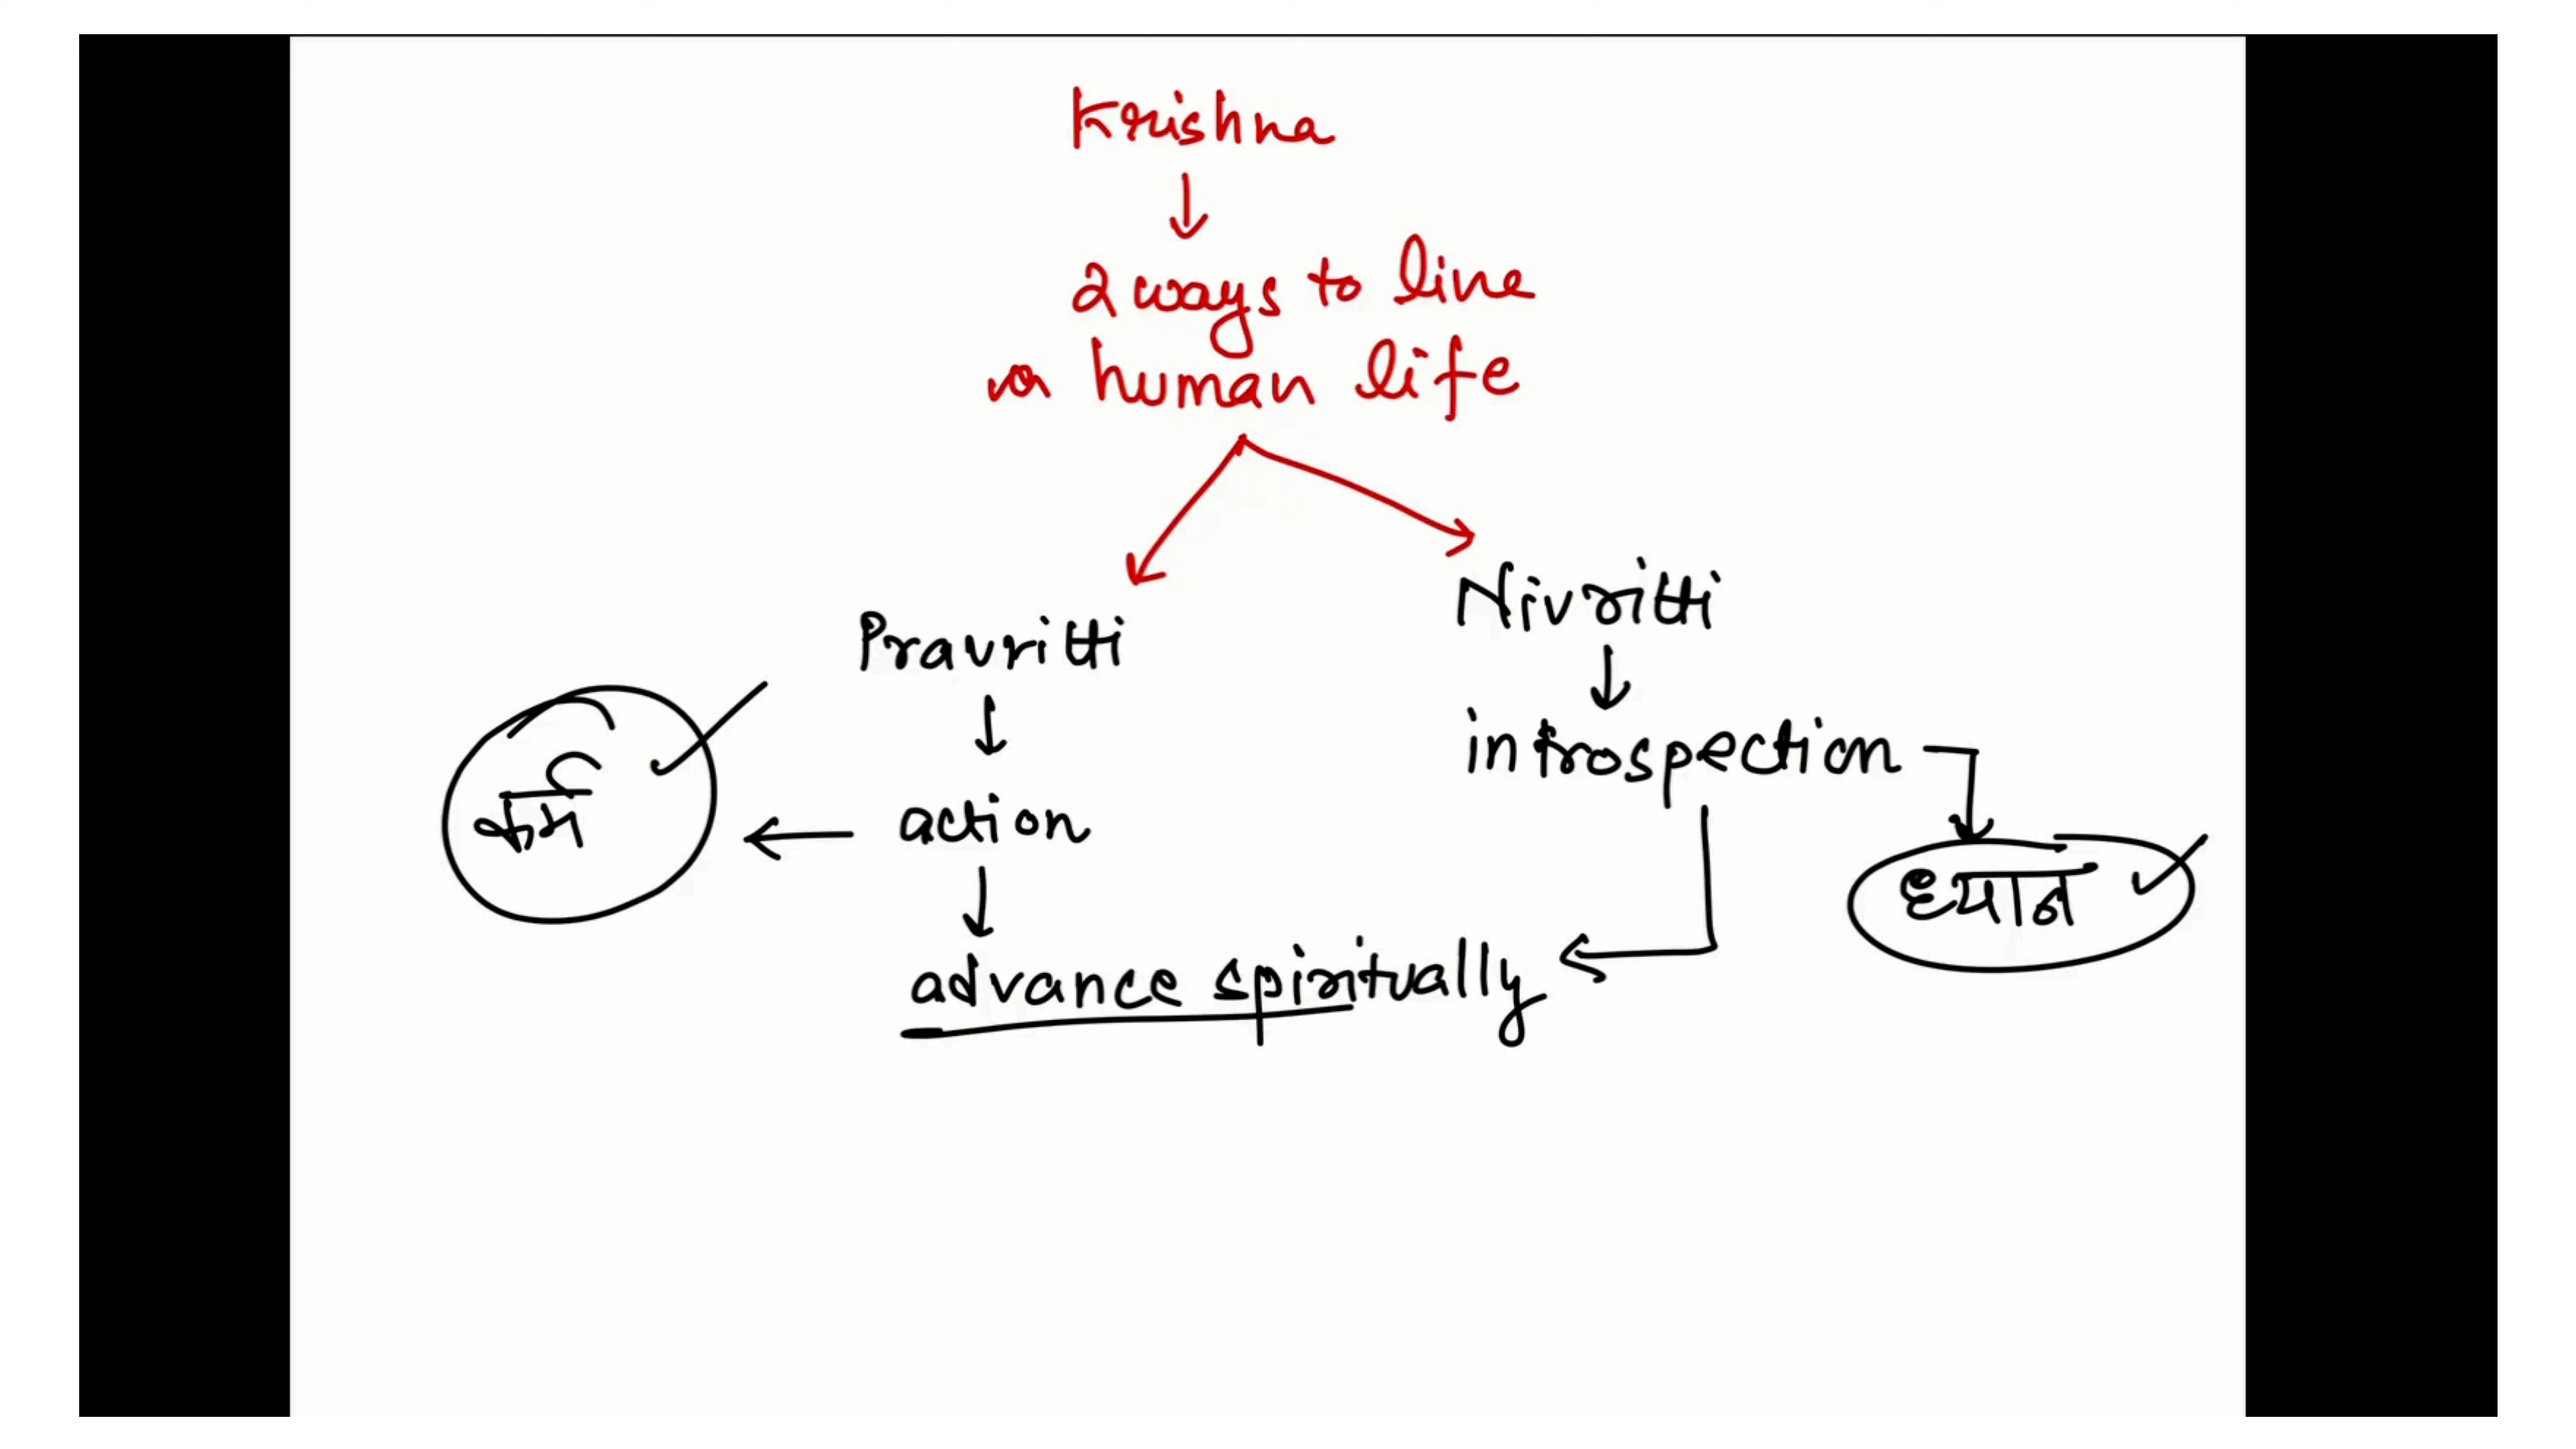 Krishna
2 ways to live
human life
Pravritti
Nivritti
action
introspection
कर्म
ध्यान
advance spiritually